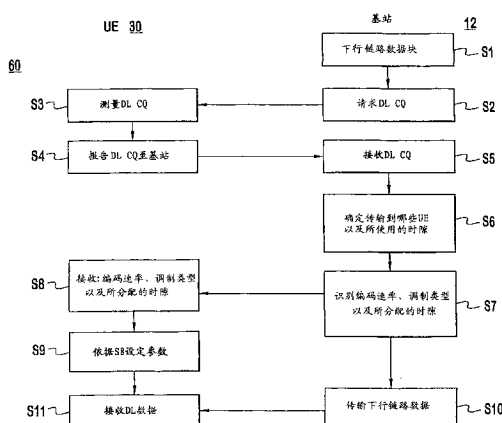 基站
UE 30
12
60
下行链路数据块
S1
S3
测量DL CQ
请求DL CQ
S2
S4
报告DL CQ至基站
接收DL CQ
S5
确定传输到哪些UE
以及所使用的时隙
S6
S8
接收:编码速率、调制类型
以及所分配的时隙
识别编码速率、调制类型
以及所分配的时隙
S7
S9
依据S8设定参数
S11
接收DL数据
传输下行链路数据
S10